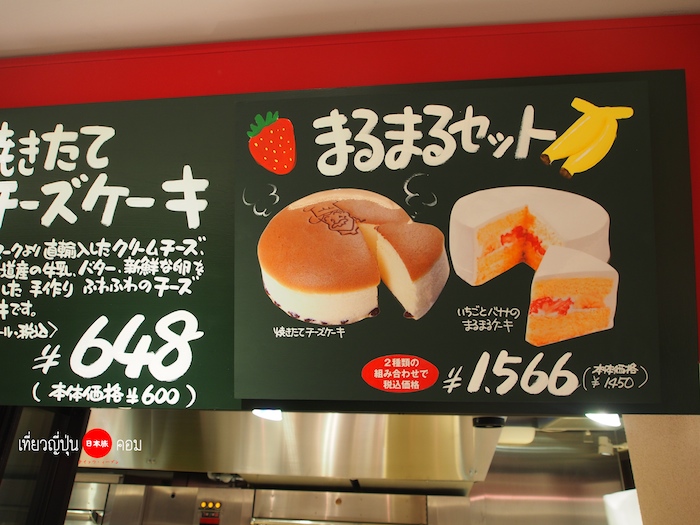 焼きたて
チーズケーキ
マークより直輸入したクリームチーズ、
道産の牛乳、バター、新鮮な卵を
した手作りふわふわのチーズ
キです。
ール・税込>
¥648
(本体価格¥600)
まるまるセット
焼きたてチーズケーキ
いちごとバナナの
まるまるケーキ
2種類の
組み合わせで
税込価格
¥1,566
(本体価格
¥1450)
เที่ยวญี่ปุ่น 日本旅 คอม